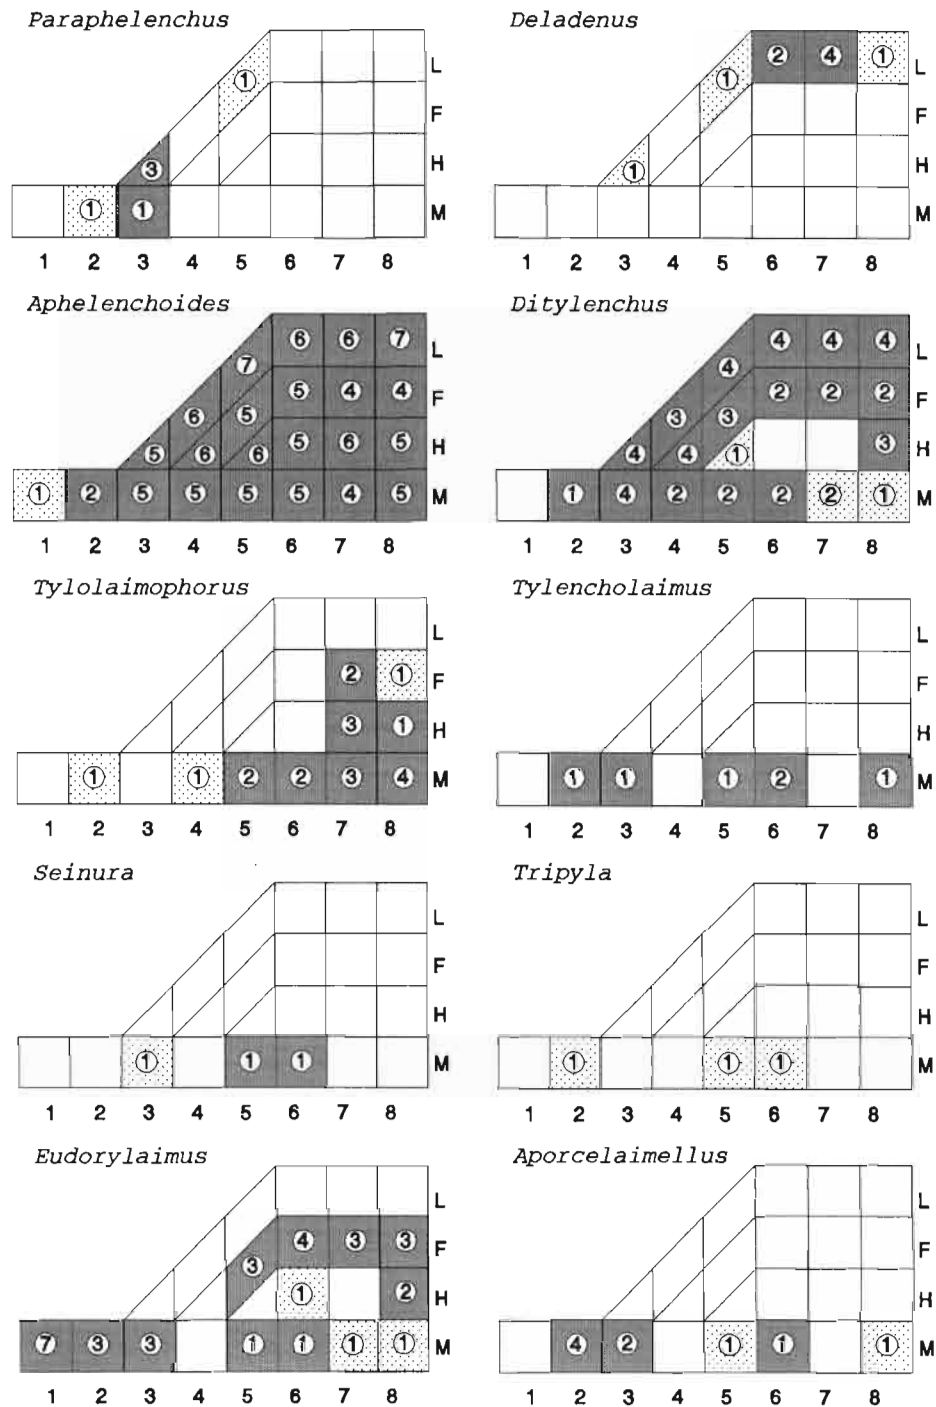 Paraphelenchus
1 L
F
3 H
1 1 M
1 2 3 4 5 6 7 8
Deladenus
1 2 4 1 L
F
1 H
M
1 2 3 4 5 6 7 8
Aphelenchoides
7 6 6 7 L
6 5 5 4 4 F
5 6 6 5 6 5 H
1 2 5 5 5 5 4 5 M
1 2 3 4 5 6 7 8
Ditylenchus
4 4 4 4 L
3 3 2 2 2 F
4 4 1 3 H
1 4 2 2 2 2 1 M
1 2 3 4 5 6 7 8
Tylolaimophorus
L
2 1 F
3 1 H
1 1 2 2 3 4 M
1 2 3 4 5 6 7 8
Tylencholaimus
L
F
H
1 1 1 2 1 M
1 2 3 4 5 6 7 8
Seinura
L
F
H
1 1 1 M
1 2 3 4 5 6 7 8
Tripyla
L
F
H
1 1 1 M
1 2 3 4 5 6 7 8
Eudorylaimus
L
3 4 3 3 F
1 2 H
7 3 3 1 1 1 1 M
1 2 3 4 5 6 7 8
Aporcelaimellus
L
F
H
4 2 1 1 1 M
1 2 3 4 5 6 7 8